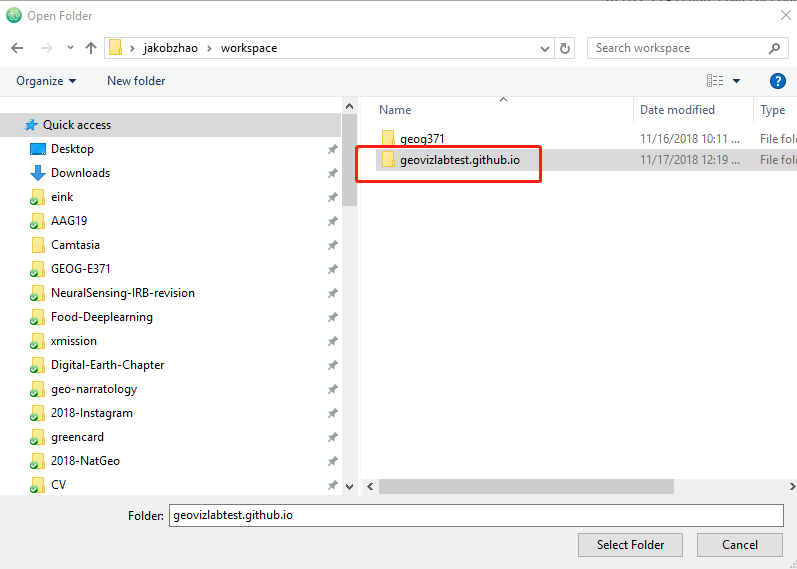 Open Folder
jakobzhao > workspace
Search workspace
Organize
New folder
?
Name
Date modified
Type
Quick access
Desktop
Downloads
eink
AAG19
Camtasia
GEOG-E371
NeuralSensing-IRB-revision
Food-Deeplearning
xmission
Digital-Earth-Chapter
geo-narratology
2018-Instagram
greencard
2018-NatGeo
CV
geog371 11/16/2018 10:11 ... File fold
geovizlabtest.github.io 11/17/2018 12:19 ... File fold
Folder: geovizlabtest.github.io
Select Folder
Cancel